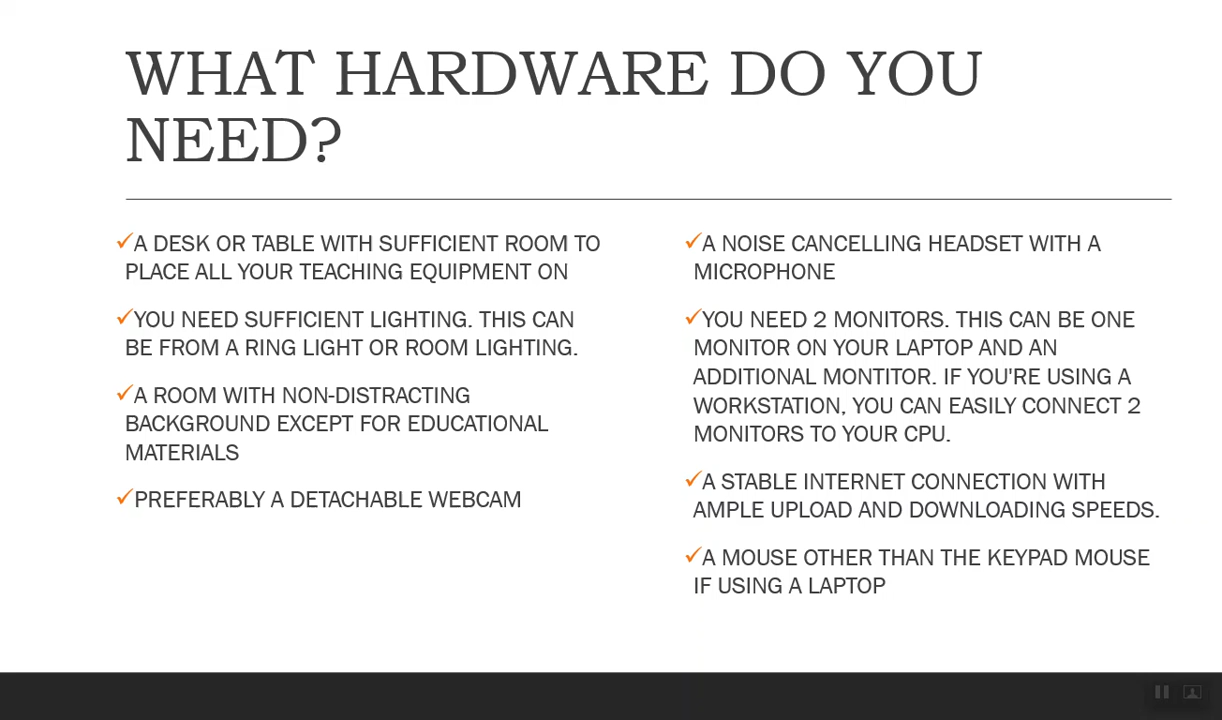 WHAT HARDWARE DO YOU
NEED?
A DESK OR TABLE WITH SUFFICIENT ROOM TO
PLACE ALL YOUR TEACHING EQUIPMENT ON
YOU NEED SUFFICIENT LIGHTING. THIS CAN
BE FROM A RING LIGHT OR ROOM LIGHTING.
A ROOM WITH NON-DISTRACTING
BACKGROUND EXCEPT FOR EDUCATIONAL
MATERIALS
PREFERABLY A DETACHABLE WEBCAM
A NOISE CANCELLING HEADSET WITH A
MICROPHONE
YOU NEED 2 MONITORS. THIS CAN BE ONE
MONITOR ON YOUR LAPTOP AND AN
ADDITIONAL MONTITOR. IF YOU'RE USING A
WORKSTATION, YOU CAN EASILY CONNECT 2
MONITORS TO YOUR CPU.
A STABLE INTERNET CONNECTION WITH
AMPLE UPLOAD AND DOWNLOADING SPEEDS.
A MOUSE OTHER THAN THE KEYPAD MOUSE
IF USING A LAPTOP